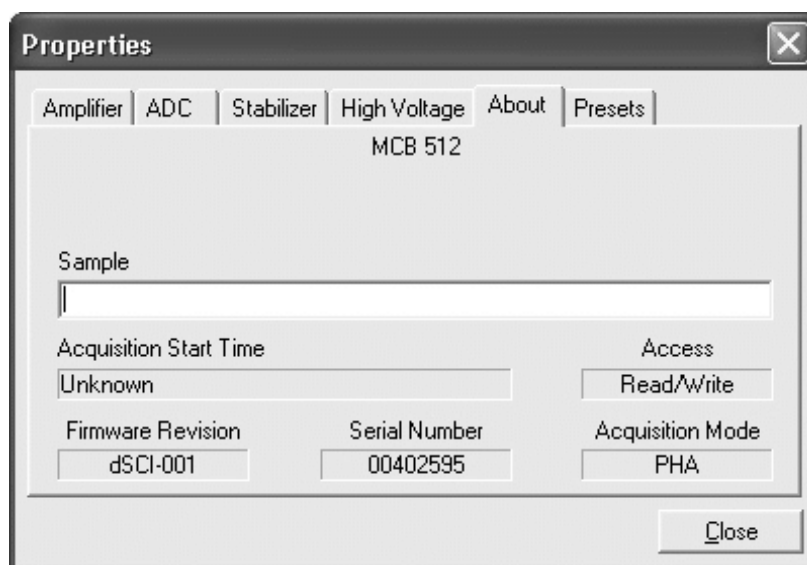 Properties
Amplifier ADC Stabilizer High Voltage About Presets
MCB 512
Sample
Acquisition Start Time Access
Unknown Read/Write
Firmware Revision Serial Number Acquisition Mode
dSCI-001 00402595 PHA
Close